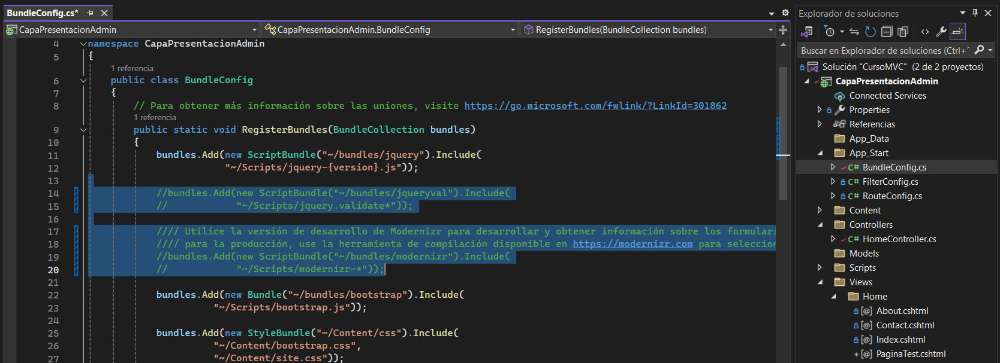 BundleConfig.cs*
CapaPresentacionAdmin
CapaPresentacionAdmin.BundleConfig
RegisterBundles(BundleCollection bundles)
4 namespace CapaPresentacionAdmin
5 {
1 referencia
6 public class BundleConfig
7 {
8 // Para obtener más información sobre las uniones, visite https://go.microsoft.com/fwlink/?LinkId=301862
1 referencia
9 public static void RegisterBundles(BundleCollection bundles)
10 {
11 bundles.Add(new ScriptBundle("~/bundles/jquery").Include(
12 "~/Scripts/jquery-{version}.js"));
13
14 //bundles.Add(new ScriptBundle("~/bundles/jqueryval").Include(
15 // "~/Scripts/jquery.validate*"));
16
17 //// Utilice la versión de desarrollo de Modernizr para desarrollar y obtener información sobre los formulari
18 //// para la producción, use la herramienta de compilación disponible en https://modernizr.com para seleccion
19 //bundles.Add(new ScriptBundle("~/bundles/modernizr").Include(
20 // "~/Scripts/modernizr-*"));
21
22 bundles.Add(new Bundle("~/bundles/bootstrap").Include(
23 "~/Scripts/bootstrap.js"));
24
25 bundles.Add(new StyleBundle("~/Content/css").Include(
26 "~/Content/bootstrap.css",
27 "~/Content/site.css"));
Explorador de soluciones
Buscar en Explorador de soluciones (Ctrl+
Solución "CursoMVC" (2 de 2 proyectos)
CapaPresentacionAdmin
Connected Services
Properties
Referencias
App_Data
App_Start
C# BundleConfig.cs
C# FilterConfig.cs
C# RouteConfig.cs
Content
Controllers
C# HomeController.cs
Models
Scripts
Views
Home
[@] About.cshtml
[@] Contact.cshtml
[@] Index.cshtml
[@] PaginaTest.cshtml